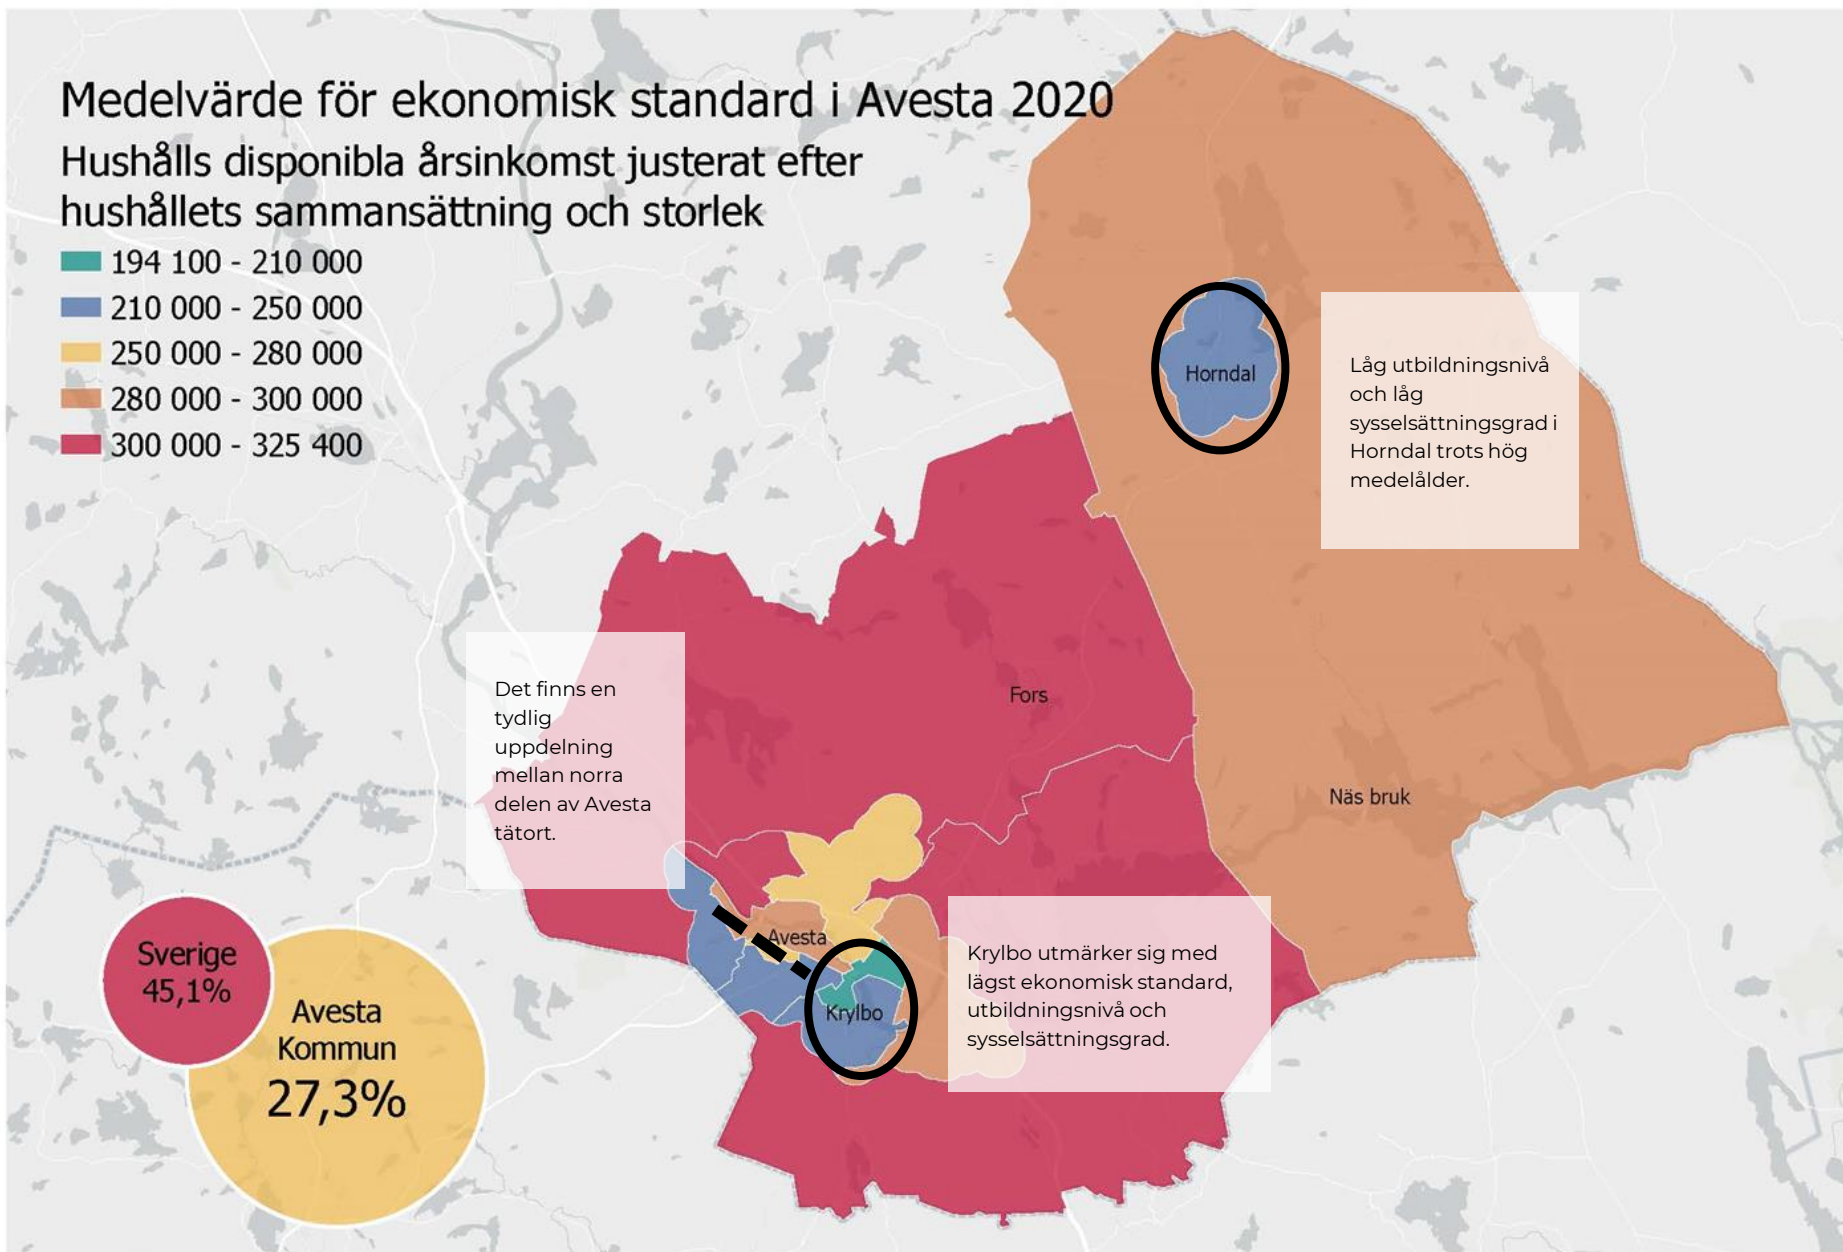 Medelvärde för ekonomisk standard i Avesta 2020
Hushålls disponibla årsinkomst justerat efter
hushållets sammansättning och storlek
194 100 - 210 000
210 000 - 250 000
250 000 - 280 000
280 000 - 300 000
300 000 - 325 400
Horndal
Låg utbildningsnivå
och låg
sysselsättningsgrad i
Horndal trots hög
medelålder.
Det finns en
tydlig
uppdelning
mellan norra
delen av Avesta
tätort.
Fors
Näs bruk
Avesta
Krylbo
Krylbo utmärker sig med
lägst ekonomisk standard,
utbildningsnivå och
sysselsättningsgrad.
Sverige
45,1%
Avesta
Kommun
27,3%